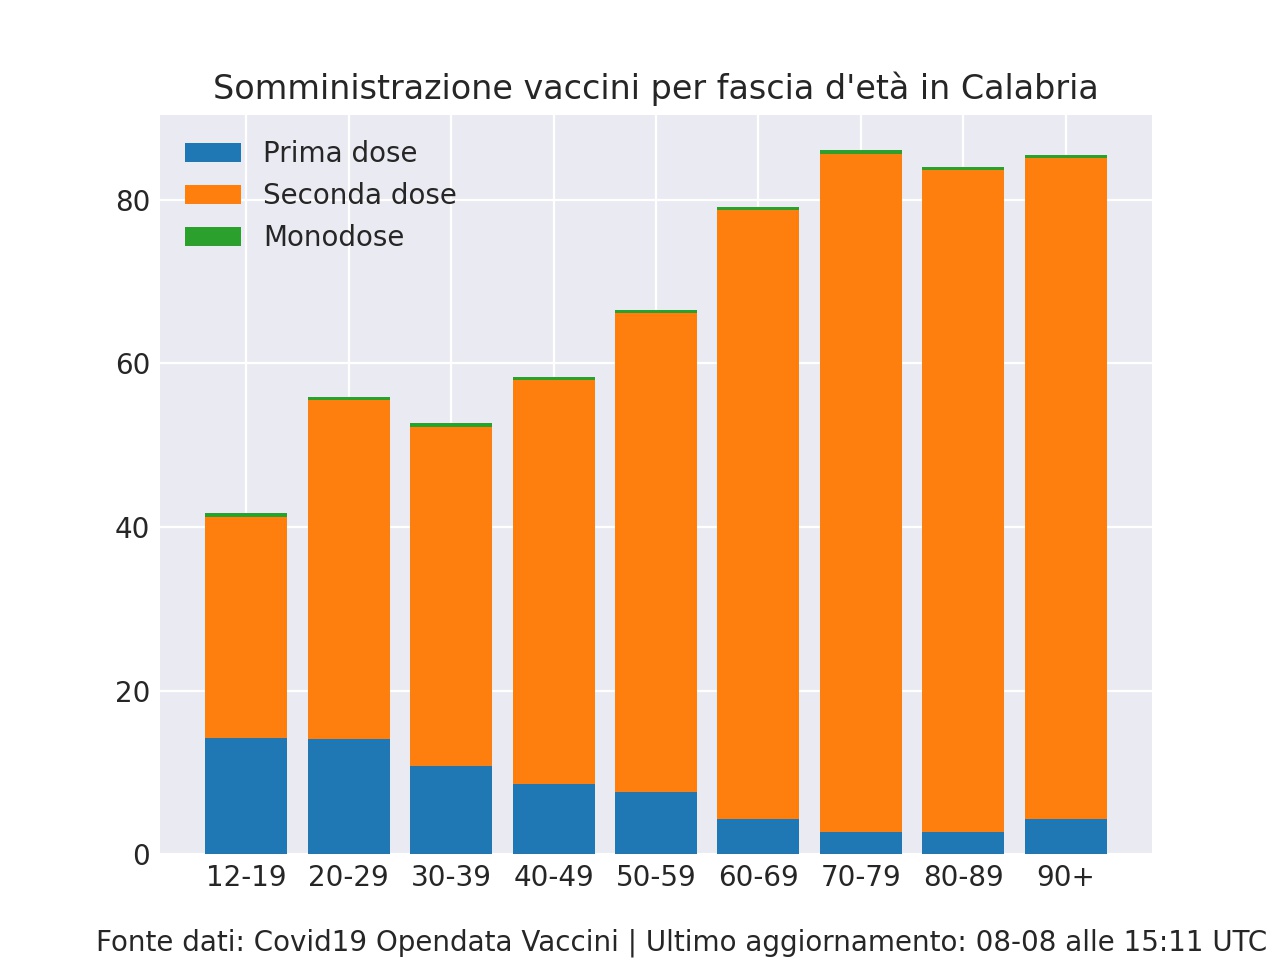 Somministrazione vaccini per fascia d'età in Calabria
Prima dose
Seconda dose
Monodose
80
60
40
20
0
12-19 20-29 30-39 40-49 50-59 60-69 70-79 80-89 90+
Fonte dati: Covid19 Opendata Vaccini | Ultimo aggiornamento: 08-08 alle 15:11 UTC